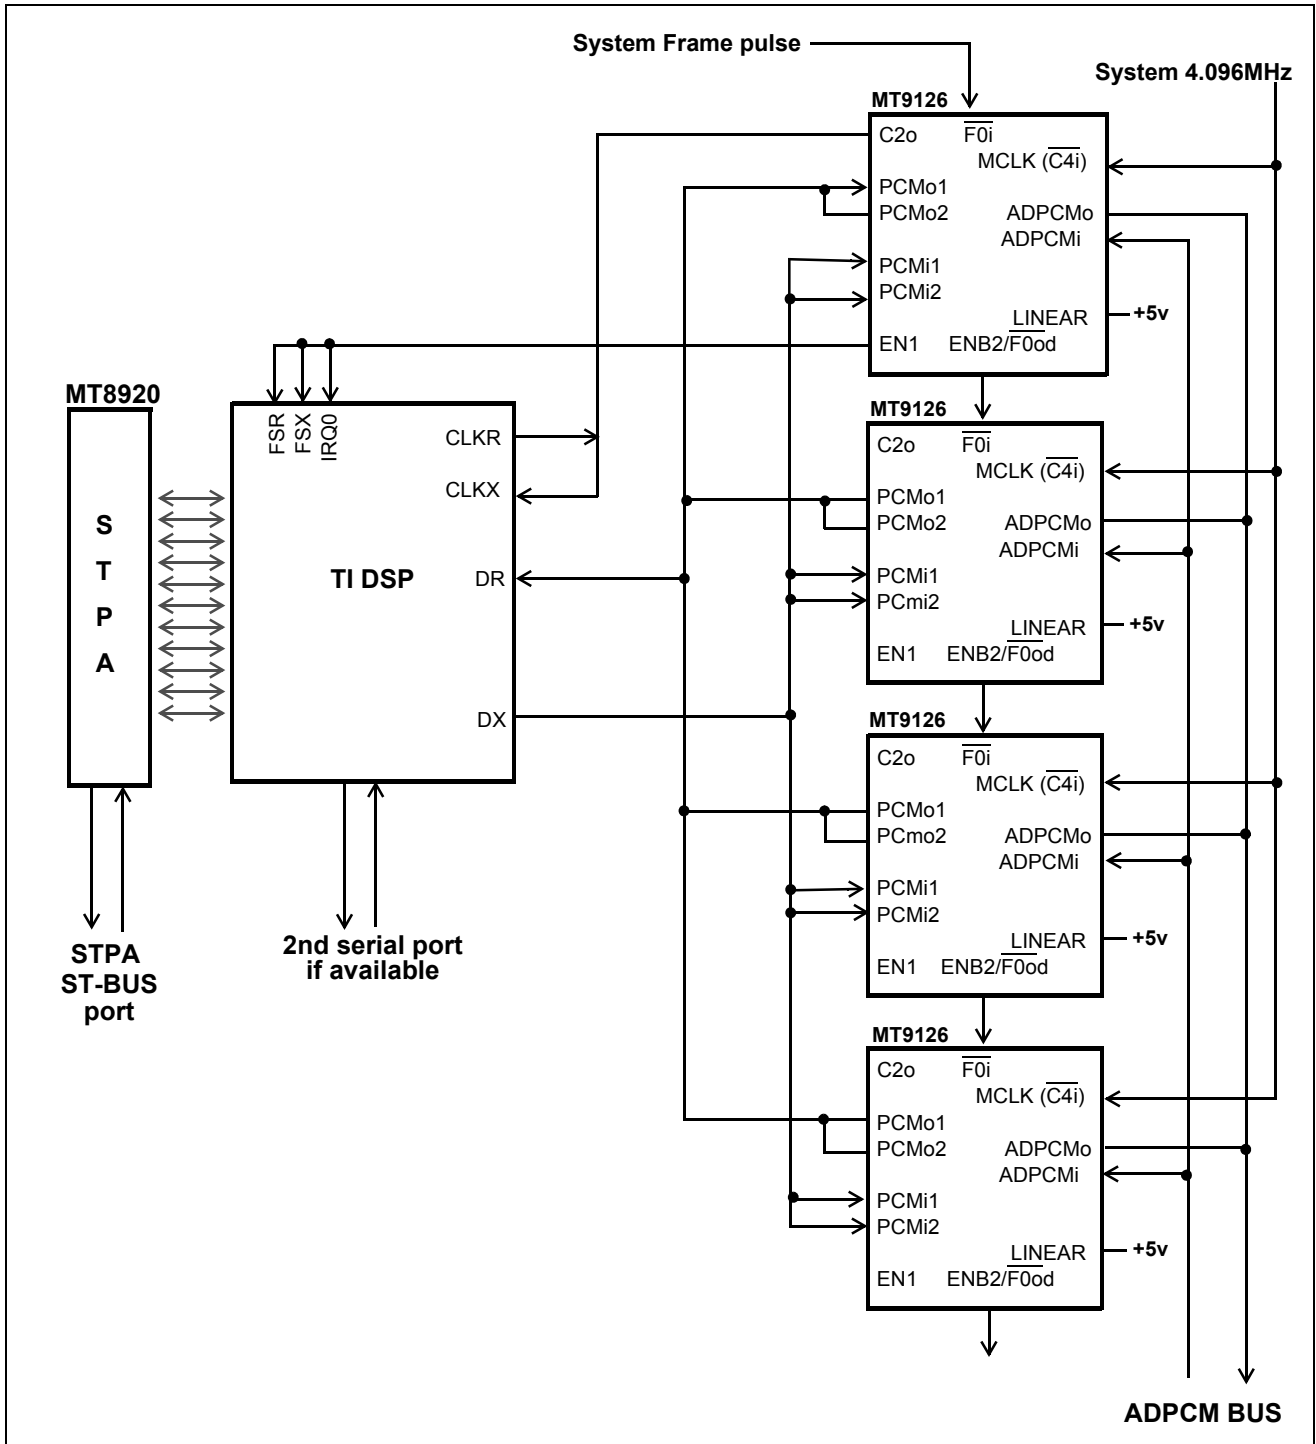 System Frame pulse
System 4.096MHz
MT9126
C2o F0i
MCLK (C4i)
PCMo1
PCMo2 ADPCMo
ADPCMi
PCMi1
PCMi2
LINEAR +5v
EN1 ENB2/F0od
MT8920
S
T
P
A
FSR
FSX
IRQ0
CLKR
CLKX
TI DSP
DR
DX
STPA
ST-BUS
port
2nd serial port
if available
MT9126
C2o F0i
MCLK (C4i)
PCMo1
PCMo2 ADPCMo
ADPCMi
PCMi1
PCmi2
LINEAR +5v
EN1 ENB2/F0od
MT9126
C2o F0i
MCLK (C4i)
PCMo1
PCmo2 ADPCMo
ADPCMi
PCMi1
PCMi2
LINEAR +5v
EN1 ENB2/F0od
MT9126
C2o F0i
MCLK (C4i)
PCMo1
PCMo2 ADPCMo
ADPCMi
PCMi1
PCMi2
LINEAR +5v
EN1 ENB2/F0od
ADPCM BUS